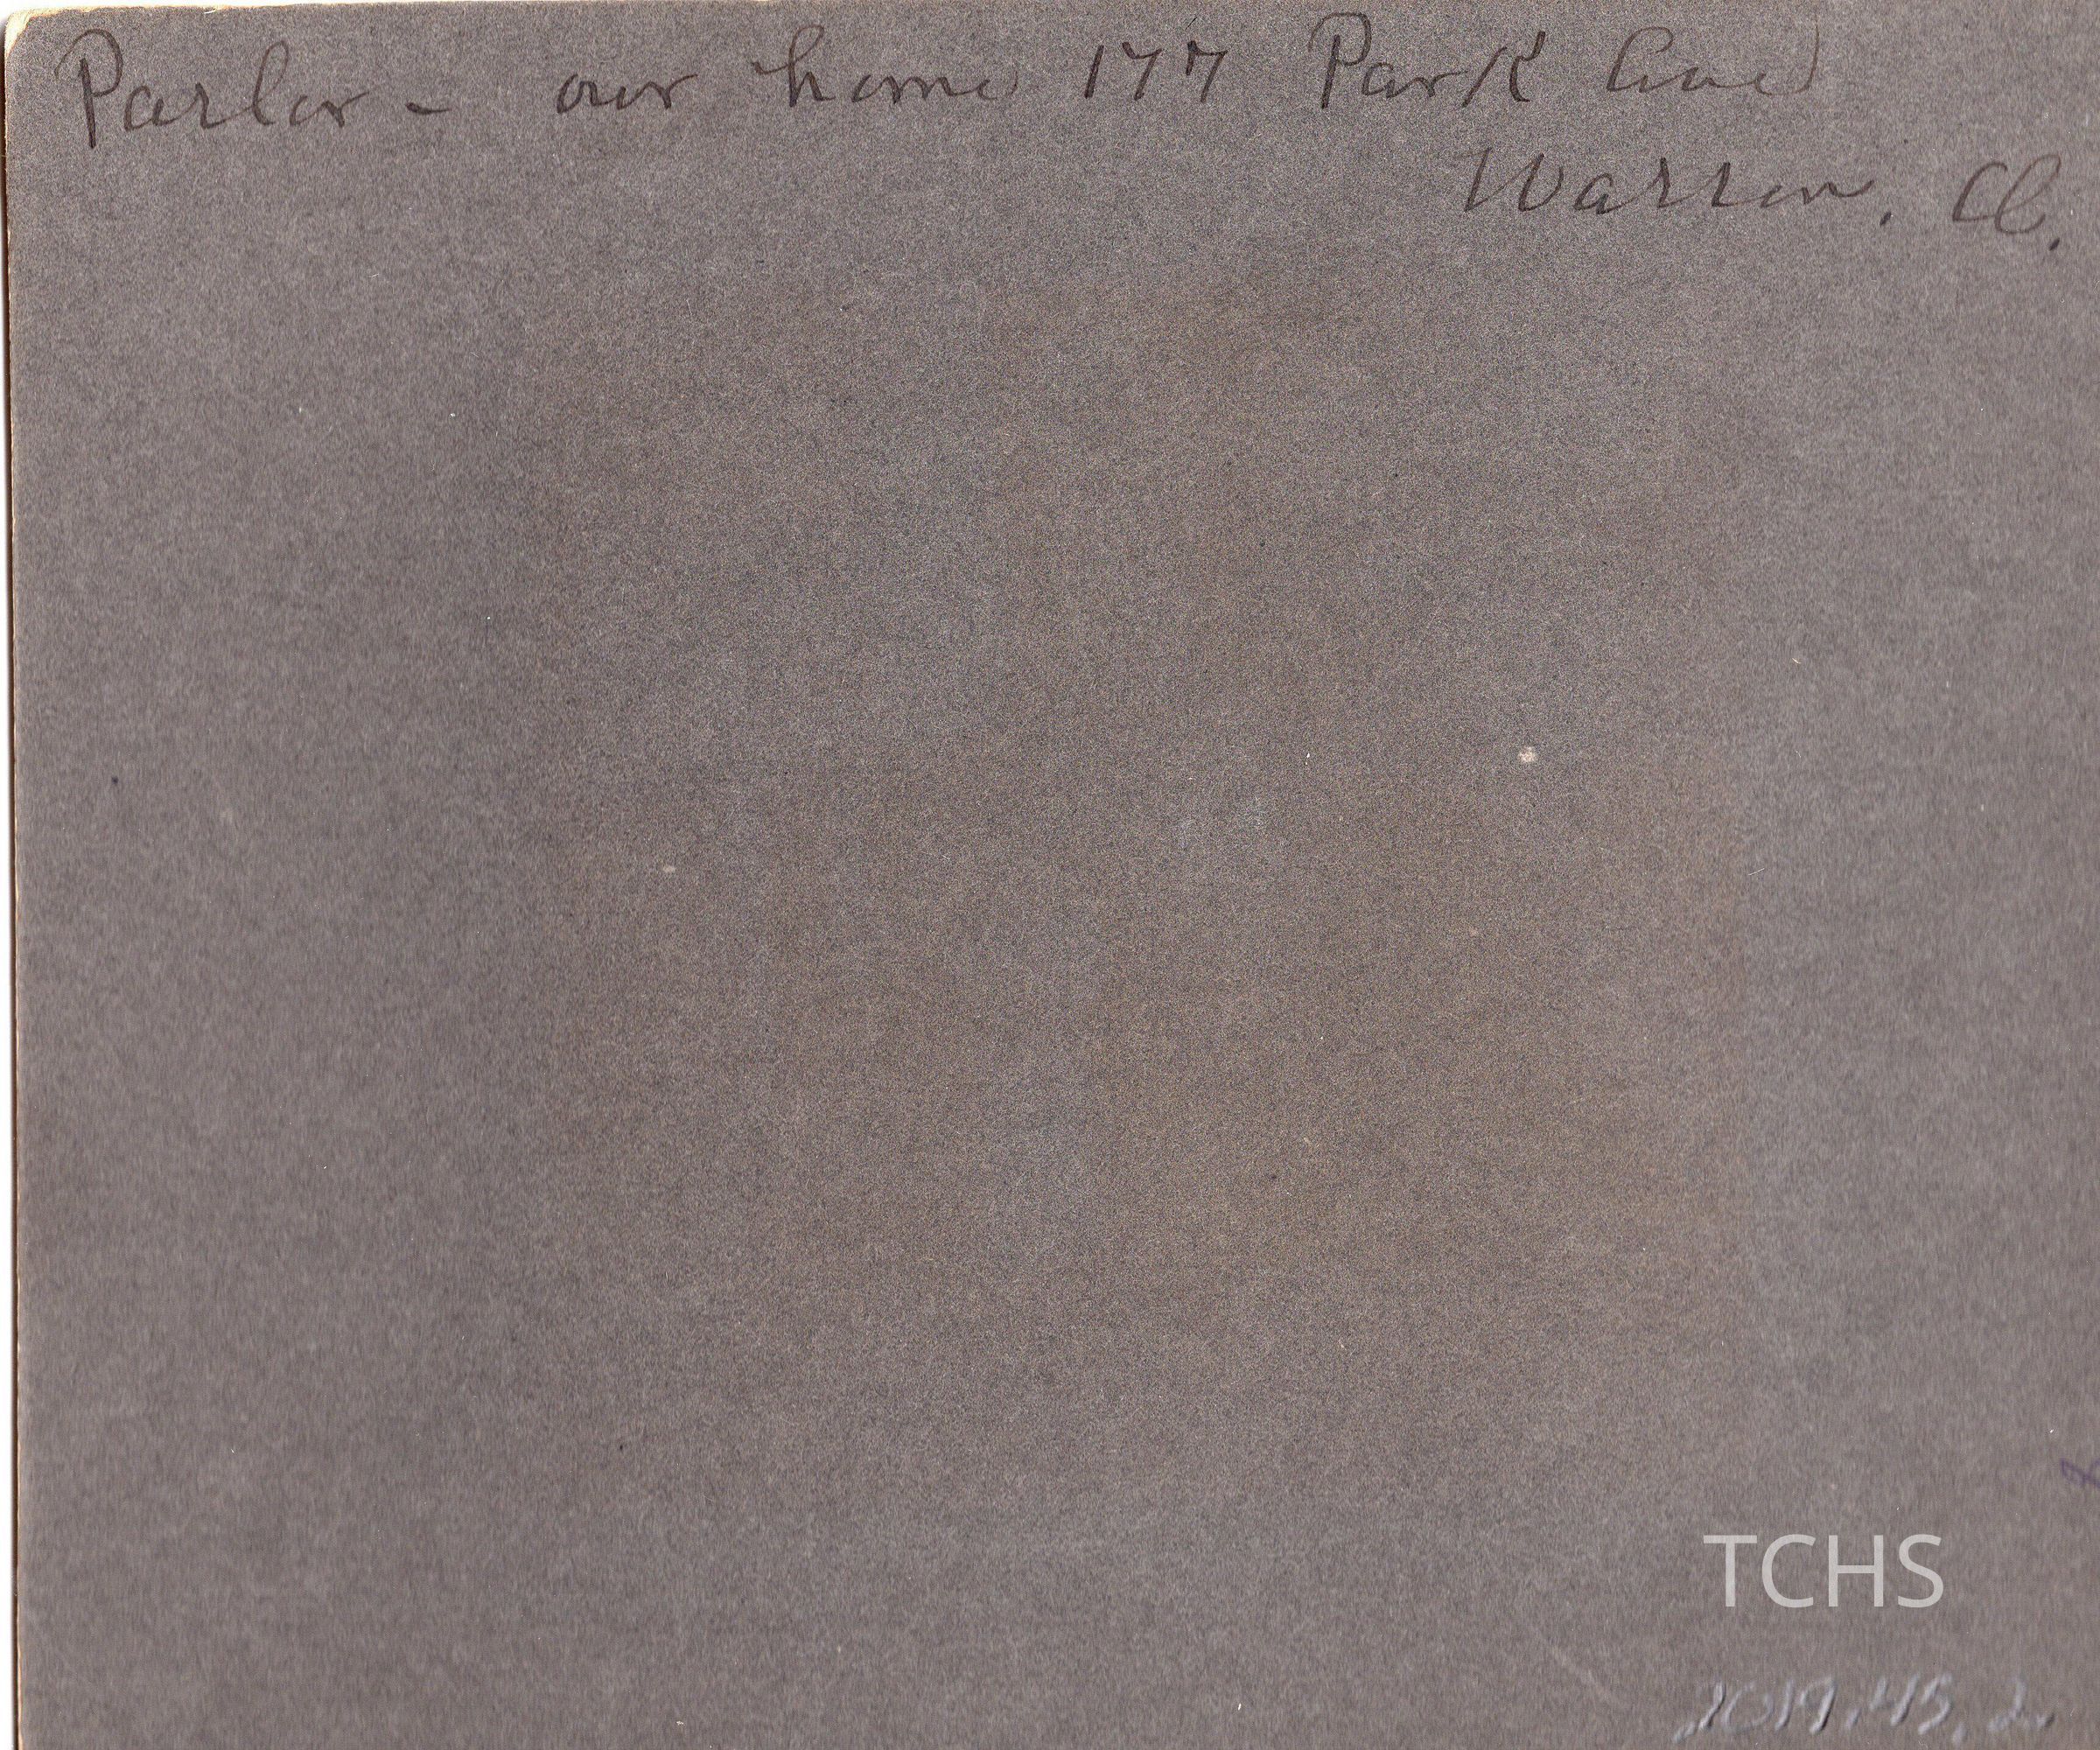 Parlor - our home 177 Park Ave
Warren, O.
TCHS
2019.45.2